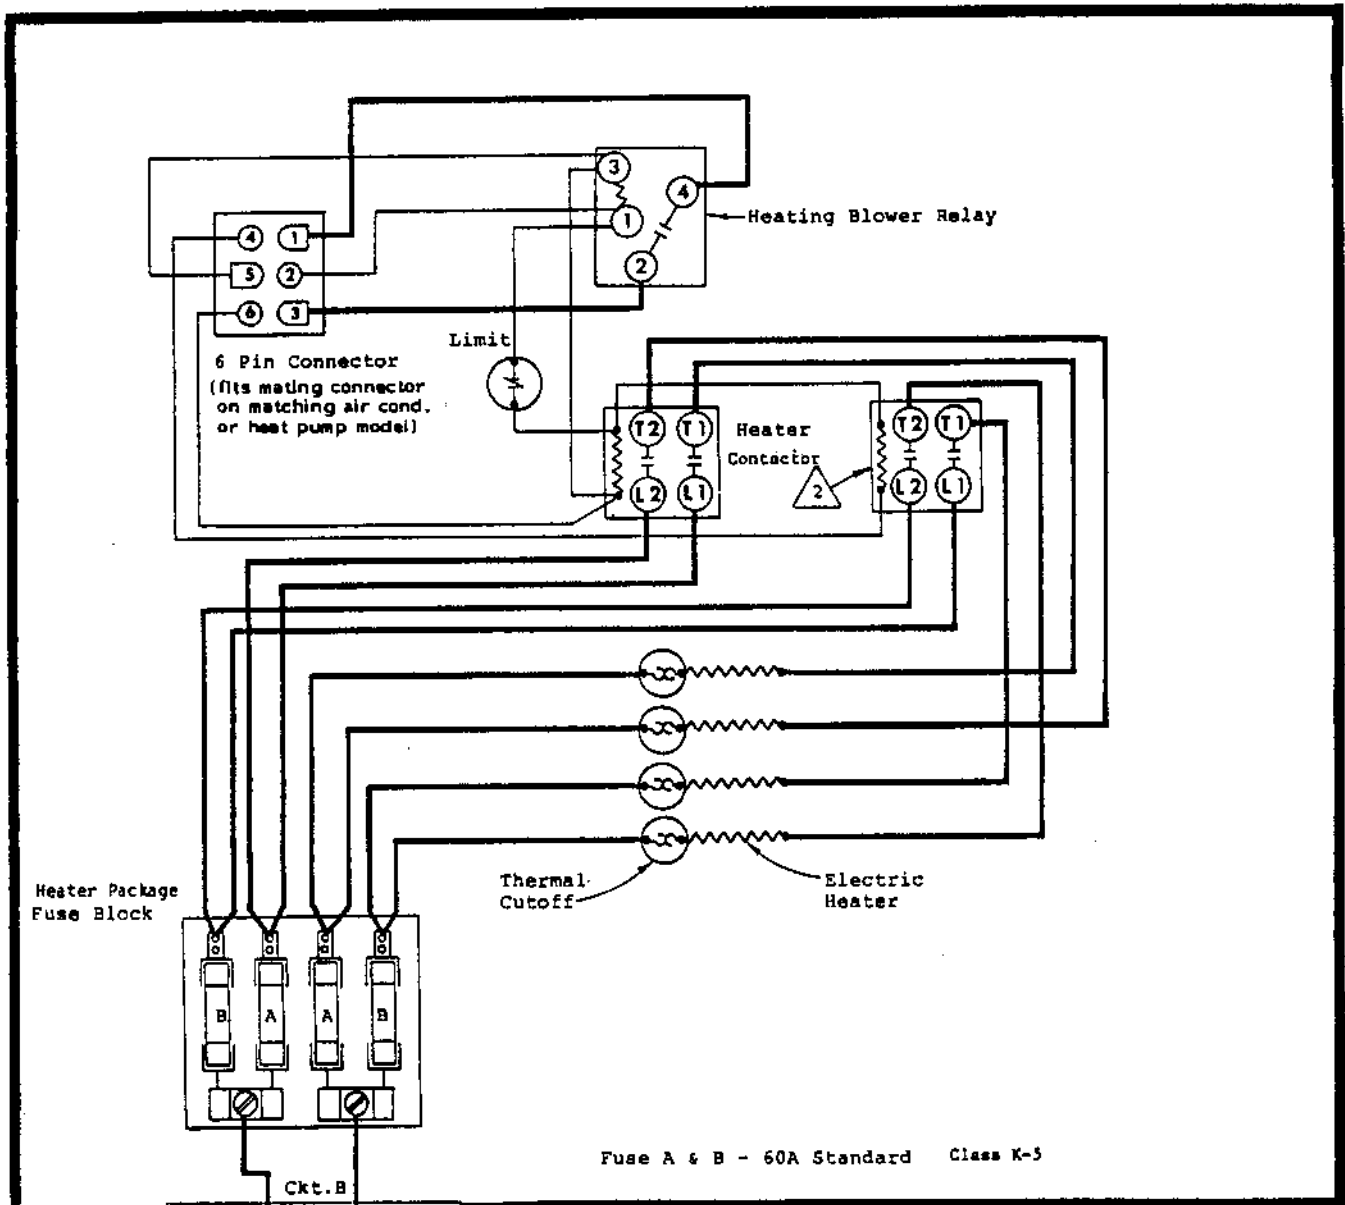 3
4
1
2
Heating Blower Relay
4 1
5 2
6 3
Limit
6 Pin Connector
(fits mating connector
on matching air cond.
or heat pump model)
T2 T1
L2 L1
Heater
Contactor
2
T2 T1
L2 L1
Thermal
Cutoff
Electric
Heater
Heater Package
Fuse Block
B A A B
Fuse A & B - 60A Standard Class K-5
Ckt.B